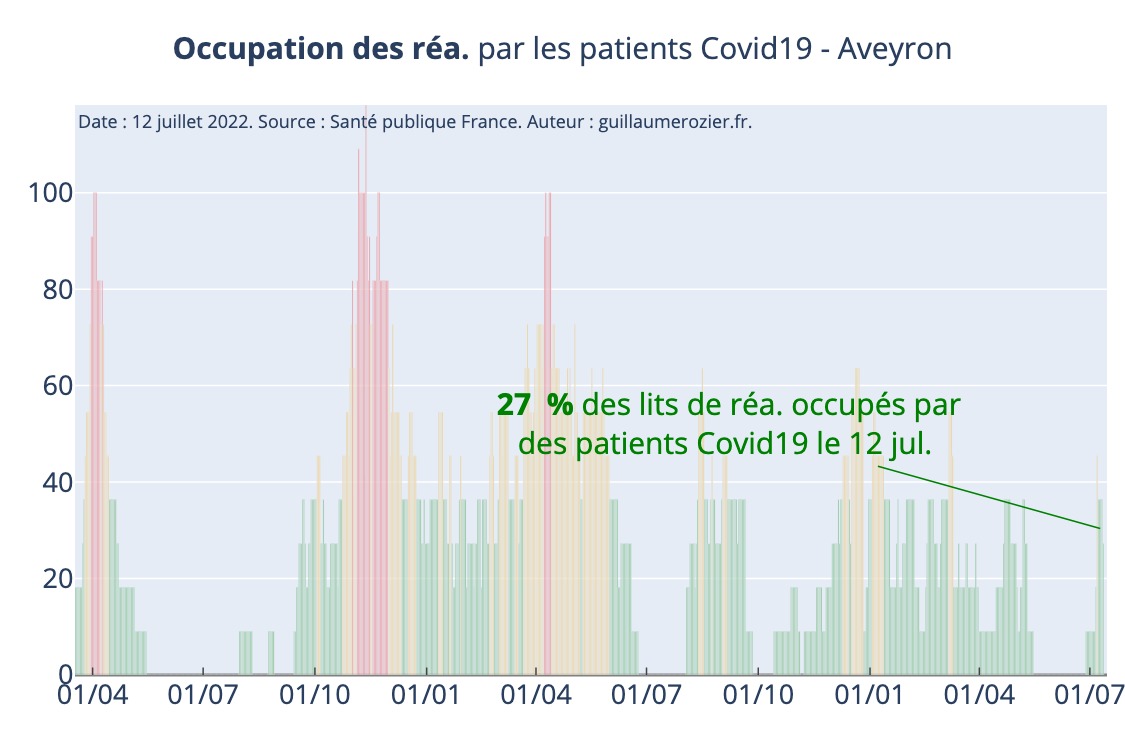 Occupation des réa. par les patients Covid19 - Aveyron
Date : 12 juillet 2022. Source : Santé publique France. Auteur : guillaumerozier.fr.
100
80
60
27 % des lits de réa. occupés par
des patients Covid19 le 12 jul.
40
20
0
01/04 01/07 01/10 01/01 01/04 01/07 01/10 01/01 01/04 01/07